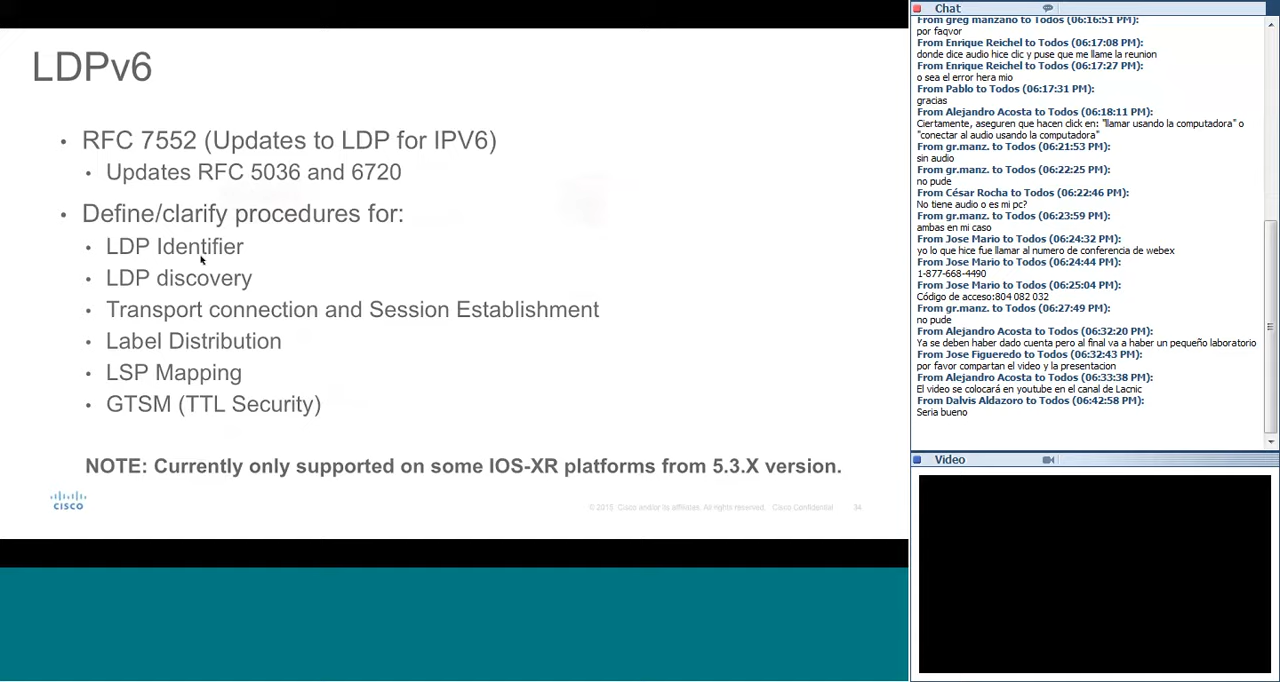 LDPv6
• RFC 7552 (Updates to LDP for IPV6)
• Updates RFC 5036 and 6720
• Define/clarify procedures for:
• LDP Identifier
• LDP discovery
• Transport connection and Session Establishment
• Label Distribution
• LSP Mapping
• GTSM (TTL Security)
NOTE: Currently only supported on some IOS-XR platforms from 5.3.X version.
CISCO
© 2015 Cisco and/or its affiliates. All rights reserved. Cisco Confidential 34
Chat
From greg manzano to Todos (06:16:51 PM):
por faqvor
From Enrique Reichel to Todos (06:17:08 PM):
donde dice audio hice clic y puse que me llame la reunion
From Enrique Reichel to Todos (06:17:27 PM):
o sea el error hera mio
From Pablo to Todos (06:17:31 PM):
gracias
From Alejandro Acosta to Todos (06:18:11 PM):
Ciertamente, aseguren que hacen click en: "llamar usando la computadora" o
"conectar al audio usando la computadora"
From gr.manz. to Todos (06:21:53 PM):
sin audio
From gr.manz. to Todos (06:22:25 PM):
no pude
From César Rocha to Todos (06:22:46 PM):
No tiene audio o es mi pc?
From gr.manz. to Todos (06:23:59 PM):
ambas en mi caso
From Jose Mario to Todos (06:24:32 PM):
yo lo que hice fue llamar al numero de conferencia de webex
From Jose Mario to Todos (06:24:44 PM):
1-877-668-4490
From Jose Mario to Todos (06:25:04 PM):
Código de acceso:804 082 032
From gr.manz. to Todos (06:27:49 PM):
no pude
From Alejandro Acosta to Todos (06:32:20 PM):
Ya se deben haber dado cuenta pero al final va a haber un pequeño laboratorio
From Jose Figueredo to Todos (06:32:43 PM):
por favor compartan el video y la presentacion
From Alejandro Acosta to Todos (06:33:38 PM):
El video se colocará en youtube en el canal de Lacnic
From Dalvis Aldazoro to Todos (06:42:58 PM):
Seria bueno
Video